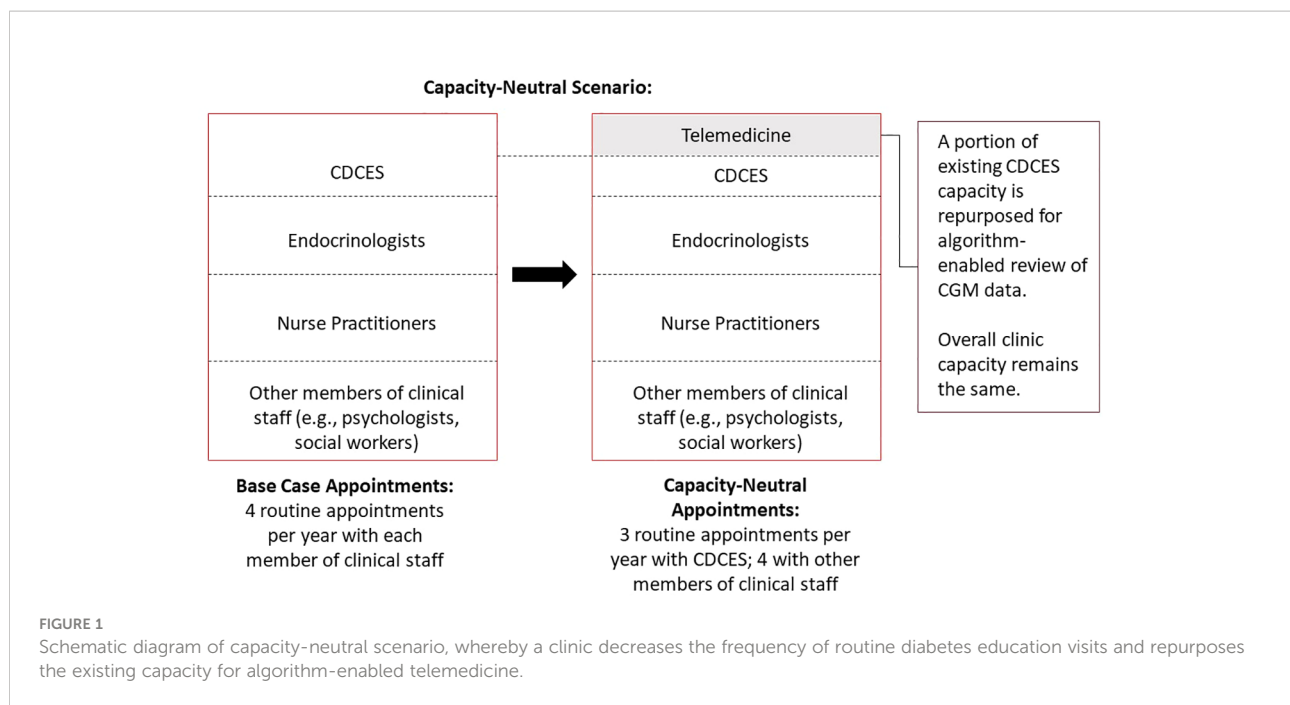 Capacity-Neutral Scenario:
CDCES
Endocrinologists
Nurse Practitioners
Other members of clinical
staff (e.g., psychologists,
social workers)
Base Case Appointments:
4 routine appointments
per year with each
member of clinical staff
Telemedicine
CDCES
Endocrinologists
Nurse Practitioners
Other members of clinical
staff (e.g., psychologists,
social workers)
Capacity-Neutral
Appointments:
3 routine appointments per
year with CDCES; 4 with other
members of clinical staff
A portion of
existing CDCES
capacity is
repurposed for
algorithm-
enabled review of
CGM data.
Overall clinic
capacity remains
the same.
FIGURE 1
Schematic diagram of capacity-neutral scenario, whereby a clinic decreases the frequency of routine diabetes education visits and repurposes
the existing capacity for algorithm-enabled telemedicine.